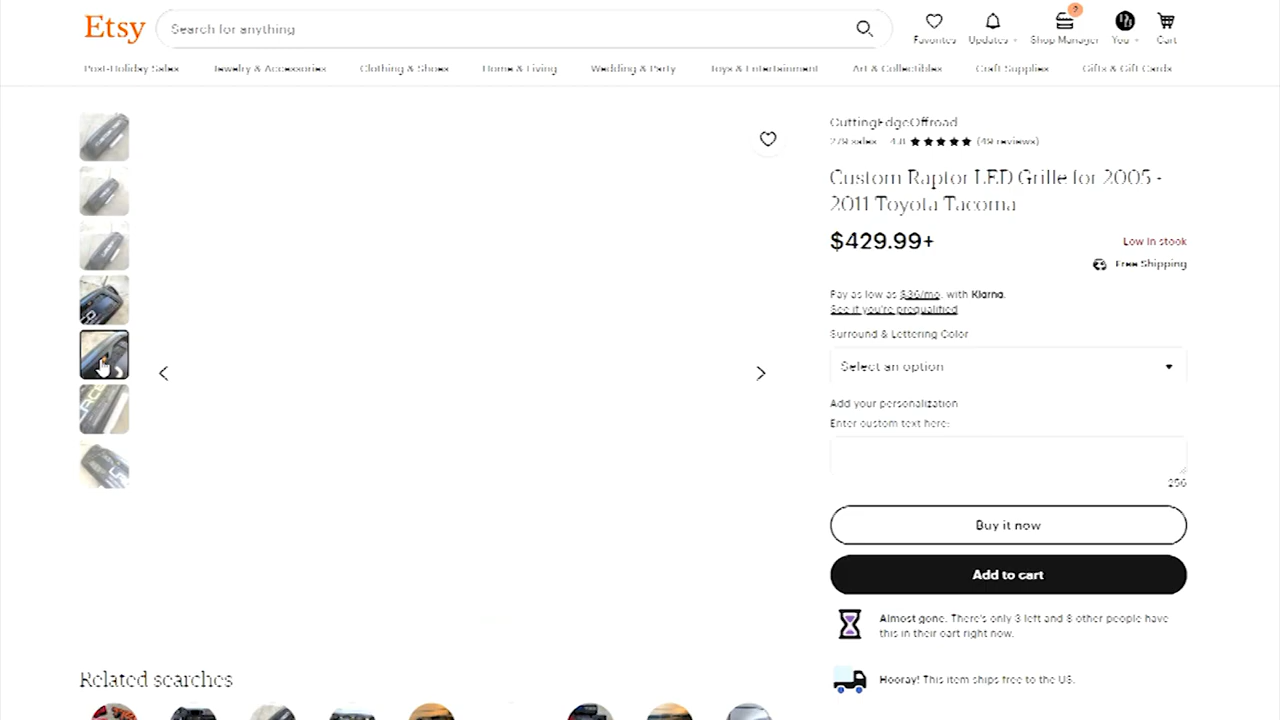 Etsy
Search for anything
Favorites
Updates
Shop Manager
You
Cart
2
Post-Holiday Sales
Jewelry & Accessories
Clothing & Shoes
Home & Living
Wedding & Party
Toys & Entertainment
Art & Collectibles
Craft Supplies
Gifts & Gift Cards
CuttingEdgeOffroad
279 sales 4.8 ★★★★★ (49 reviews)
Custom Raptor LED Grille for 2005 -
2011 Toyota Tacoma
$429.99+
Low in stock
Free Shipping
Pay as low as $36/mo. with Klarna.
See if you're prequalified
Surround & Lettering Color
Select an option
Add your personalization
Enter custom text here:
256
Buy it now
Add to cart
Almost gone. There's only 3 left and 8 other people have
this in their cart right now.
Hooray! This item ships free to the US.
Related searches